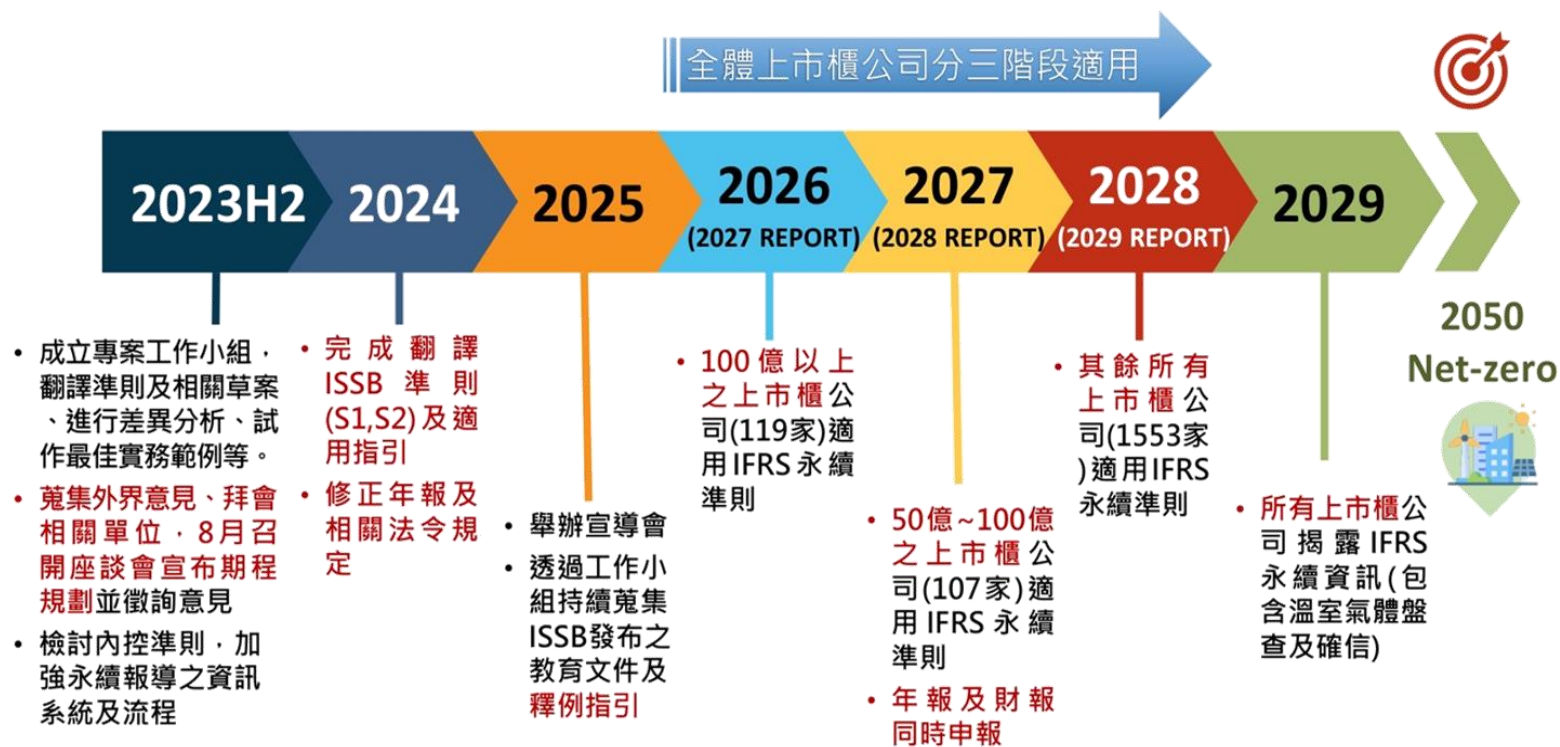 全體上市櫃公司分三階段適用
2023H2
2024
2025
2026
(2027 REPORT)
2027
(2028 REPORT)
2028
(2029 REPORT)
2029
2050
Net-zero
• 成立專案工作小組，
翻譯準則及相關草案
、進行差異分析、試
作最佳實務範例等。
• 蒐集外界意見、拜會
相關單位，8月召
開座談會宣布期程
規劃並徵詢意見
• 檢討內控準則，加
強永續報導之資訊
系統及流程
• 完成翻譯
ISSB準則
(S1,S2)及適
用指引
• 修正年報及
相關法令規
定
• 舉辦宣導會
• 透過工作小
組持續蒐集
ISSB發布之
教育文件及
釋例指引
• 100億以上
之上市櫃公
司(119家)適
用IFRS永續
準則
• 50億~100億
之上市櫃公
司(107家)適
用IFRS永續
準則
• 年報及財報
同時申報
• 其餘所有
上市櫃公
司(1553家
)適用IFRS
永續準則
• 所有上市櫃公
司揭露IFRS
永續資訊(包
含溫室氣體盤
查及確信)